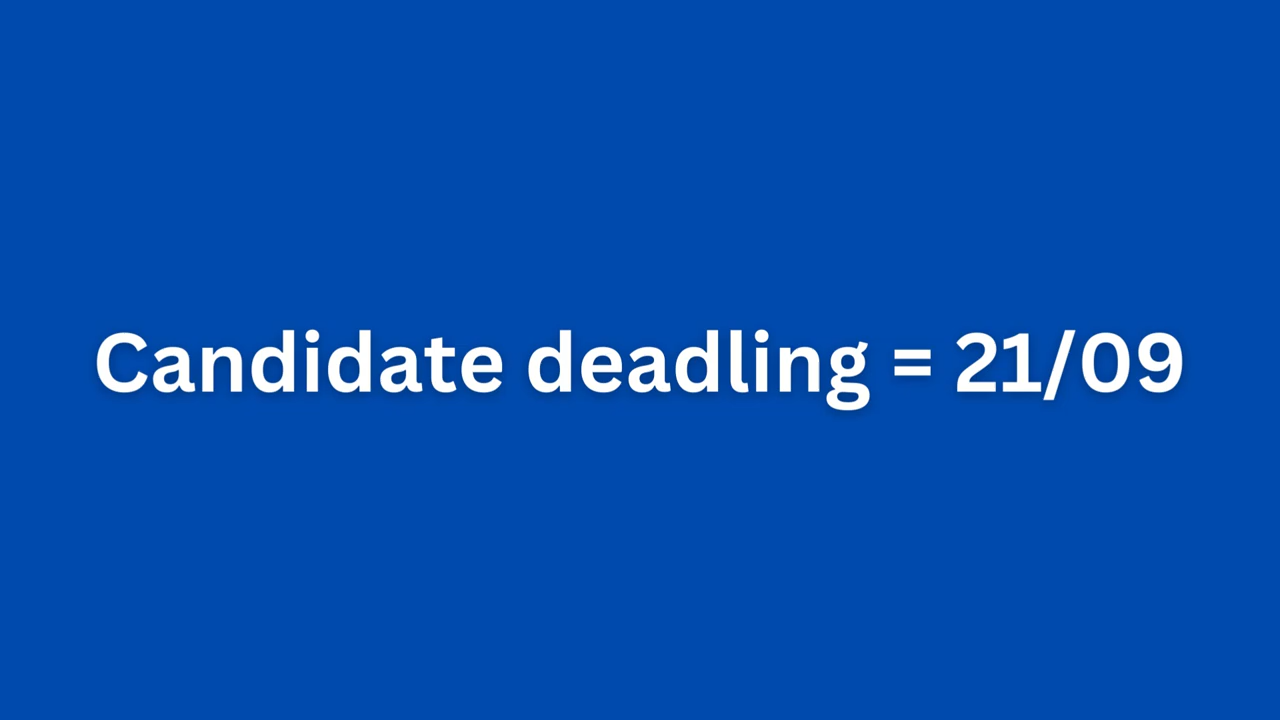 Candidate deadling = 21/09